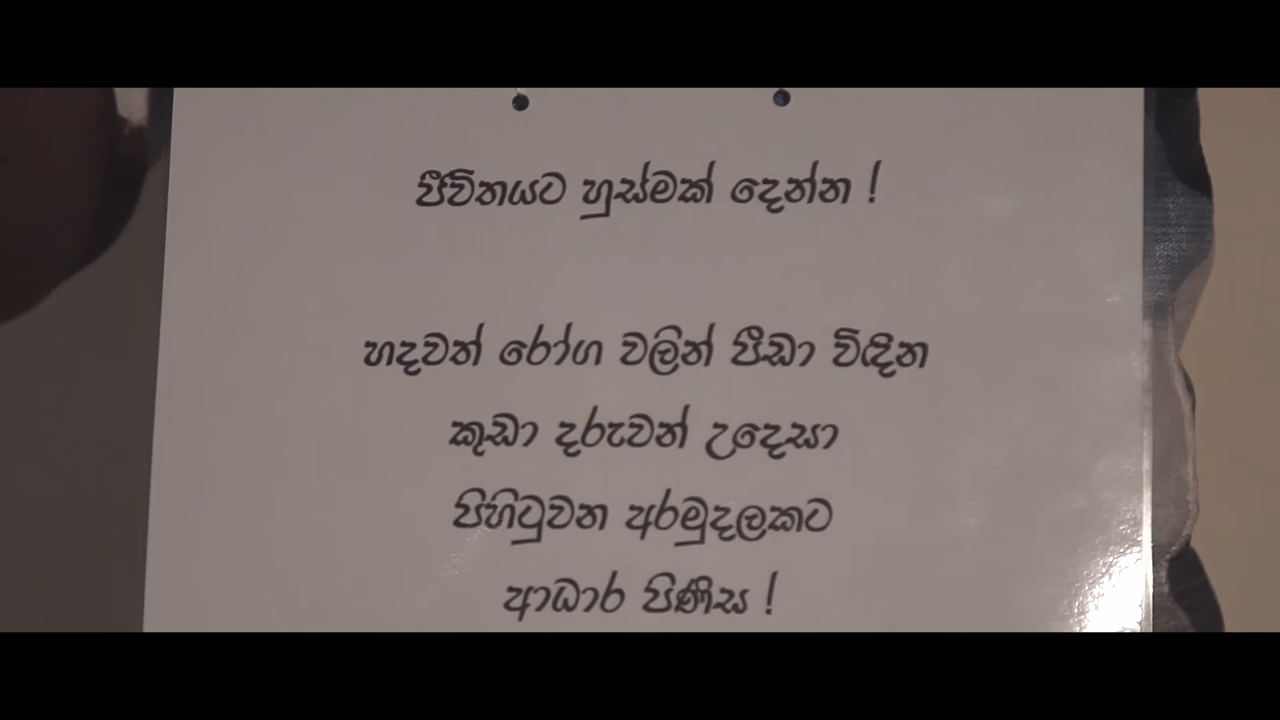 ජීවිතයට හුස්මක් දෙන්න !
හදවත් රෝග වලින් පීඩා විඳින
කුඩා දරුවන් උදෙසා
පිහිටුවන අරමුදලකට
ආධාර පිණිස !